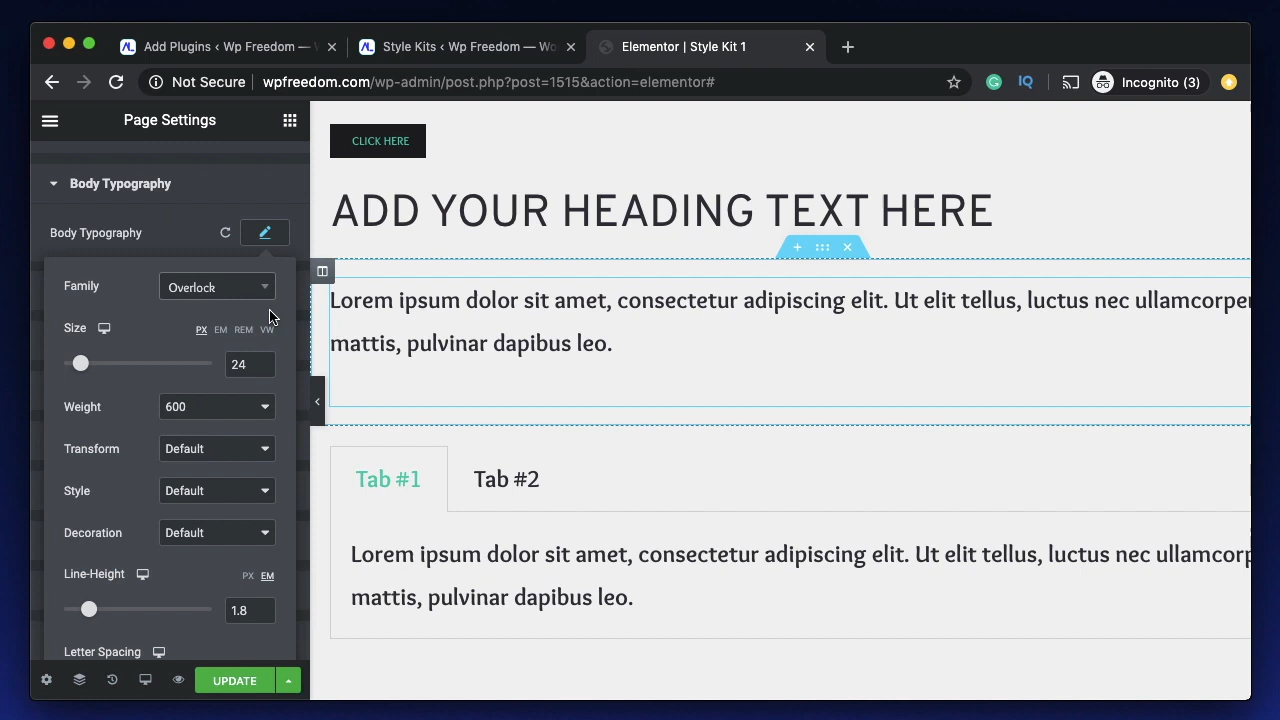 Add Plugins ‹ Wp Freedom —
Style Kits ‹ Wp Freedom — Wo
Elementor | Style Kit 1
Not Secure
wpfreedom.com/wp-admin/post.php?post=1515&action=elementor#
IQ
Incognito (3)
Page Settings
Body Typography
Body Typography
Family
Overlock
Size
PX EM REM VW
24
Weight
600
Transform
Default
Style
Default
Decoration
Default
Line-Height
PX EM
1.8
Letter Spacing
UPDATE
CLICK HERE
ADD YOUR HEADING TEXT HERE
Lorem ipsum dolor sit amet, consectetur adipiscing elit. Ut elit tellus, luctus nec ullamcorper
mattis, pulvinar dapibus leo.
Tab #1
Tab #2
Lorem ipsum dolor sit amet, consectetur adipiscing elit. Ut elit tellus, luctus nec ullamcorp
mattis, pulvinar dapibus leo.